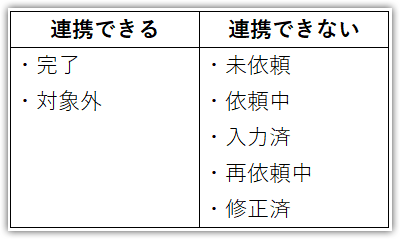 連携できる 連携できない
・完了 ・未依頼
・対象外 ・依頼中
・入力済
・再依頼中
・修正済